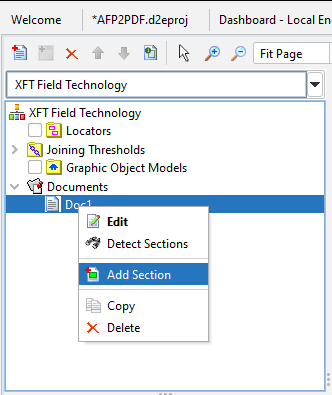 Welcome
*AFP2PDF.d2eproj
Dashboard - Local En
Fit Page
XFT Field Technology
XFT Field Technology
Locators
Joining Thresholds
Graphic Object Models
Documents
Doc1
Edit
Detect Sections
Add Section
Copy
Delete